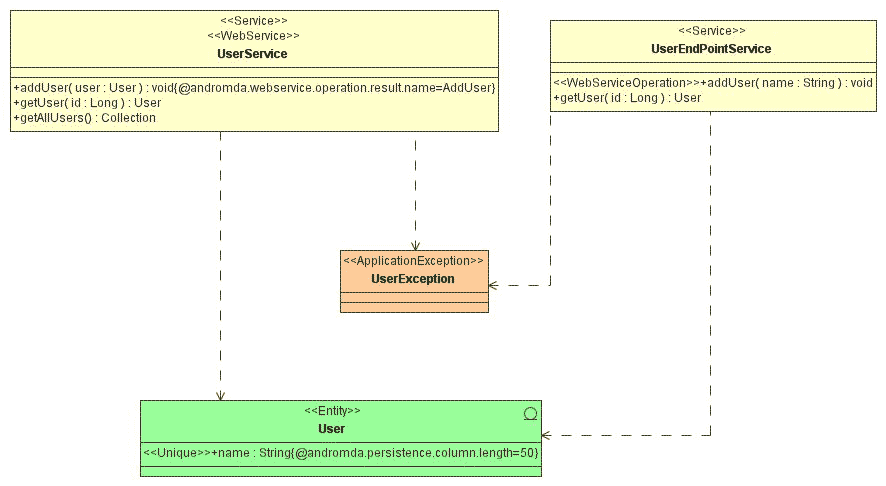 <<Service>>
<<WebService>>
UserService
+addUser( user : User ) : void{@andromda.webservice.operation.result.name=AddUser}
+getUser( id : Long ) : User
+getAllUsers() : Collection
<<Service>>
UserEndPointService
<<WebServiceOperation>>+addUser( name : String ) : void
+getUser( id : Long ) : User
<<ApplicationException>>
UserException
<<Entity>>
User
<<Unique>>+name : String{@andromda.persistence.column.length=50}